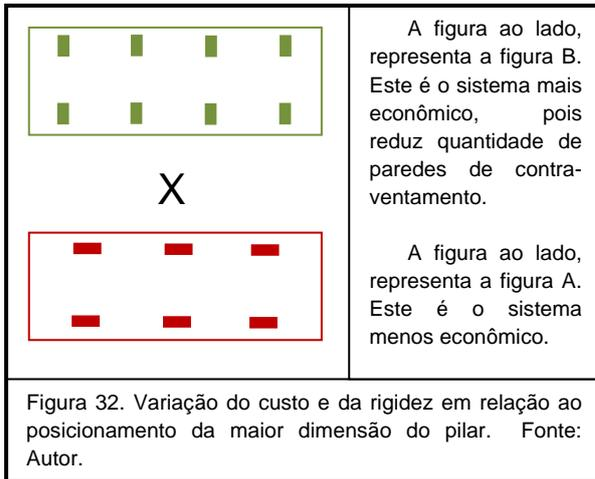 A figura ao lado,
representa a figura B.
Este é o sistema mais
econômico, pois
reduz quantidade de
paredes de contra-
ventamento.
X
A figura ao lado,
representa a figura A.
Este é o sistema
menos econômico.
Figura 32. Variação do custo e da rigidez em relação ao
posicionamento da maior dimensão do pilar. Fonte:
Autor.